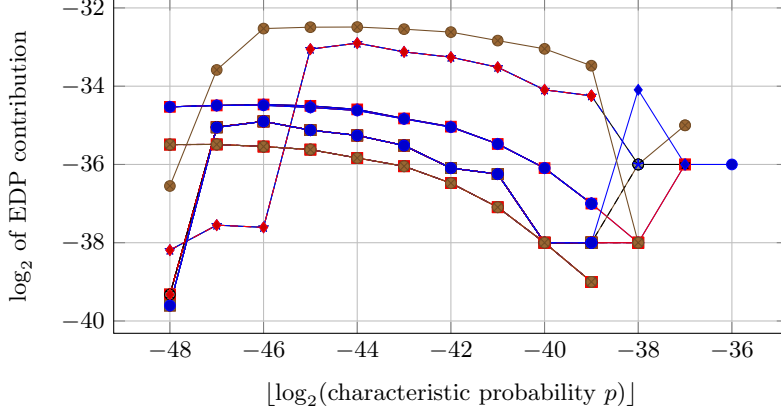 −32
−34
−36
−38
−40
log₂ of EDP contribution
−48 −46 −44 −42 −40 −38 −36
⌊log₂(characteristic probability p)⌋